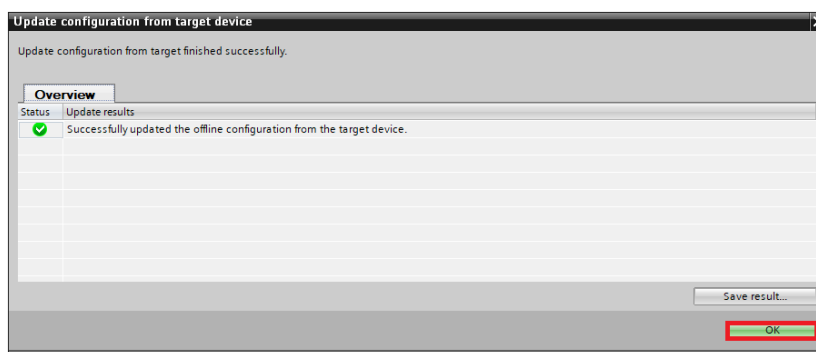 Update configuration from target device
Update configuration from target finished successfully.
Overview
Status Update results
Successfully updated the offline configuration from the target device.
Save result...
OK